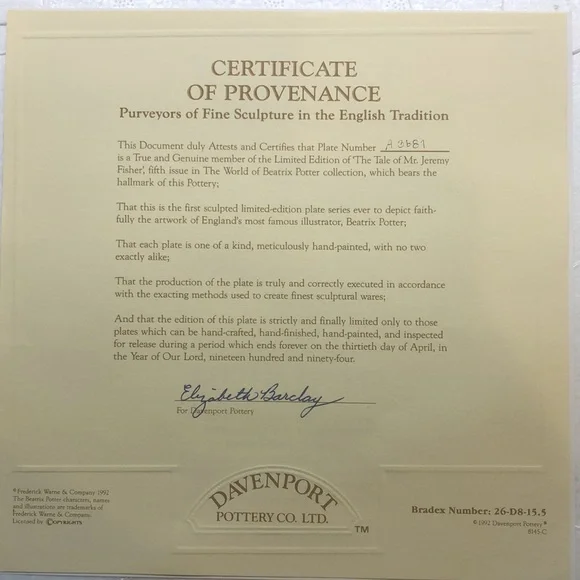 CERTIFICATE
OF PROVENANCE
Purveyors of Fine Sculpture in the English Tradition
This Document duly Attests and Certifies that Plate Number A3681
is a True and Genuine member of the Limited Edition of 'The Tale of Mr. Jeremy
Fisher', fifth issue in The World of Beatrix Potter collection, which bears the
hallmark of this Pottery;
That this is the first sculpted limited-edition plate series ever to depict faith-
fully the artwork of England's most famous illustrator, Beatrix Potter;
That each plate is one of a kind, meticulously hand-painted, with no two
exactly alike;
That the production of the plate is truly and correctly executed in accordance
with the exacting methods used to create finest sculptural wares;
And that the edition of this plate is strictly and finally limited only to those
plates which can be hand-crafted, hand-finished, hand-painted, and inspected
for release during a period which ends forever on the thirtieth day of April, in
the Year of Our Lord, nineteen hundred and ninety-four.
Elizabeth Barclay
For Davenport Pottery
® Frederick Warne & Company 1992
The Beatrix Potter characters, names
and illustrations are trademarks of
Frederick Warne & Company
Licensed by ©COPYRIGHTS
DAVENPORT
POTTERY CO. LTD.
™
Bradex Number: 26-D8-15.5
©1992 Davenport Pottery®
8145-C